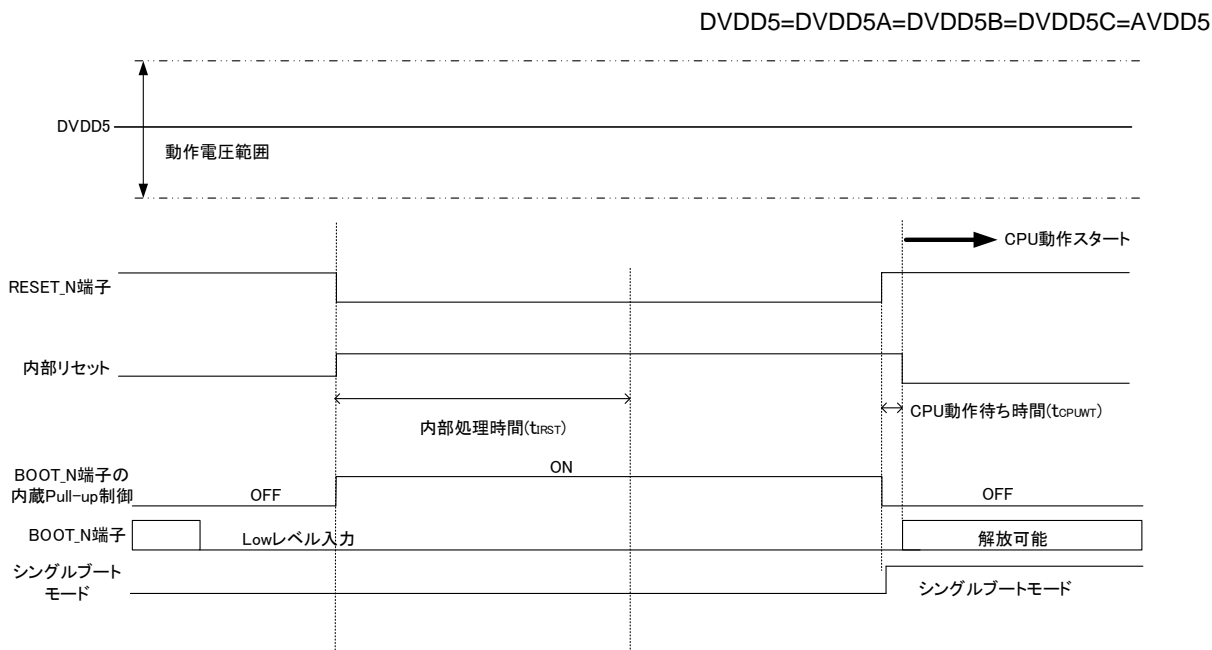 DVDD5=DVDD5A=DVDD5B=DVDD5C=AVDD5
DVDD5
動作電圧範囲
CPU動作スタート
RESET_N端子
内部リセット
内部処理時間(tIRST)
CPU動作待ち時間(tCPUWT)
BOOT_N端子の
内蔵Pull-up制御
OFF
ON
OFF
BOOT_N端子
Lowレベル入力
解放可能
シングルブート
モード
シングルブートモード